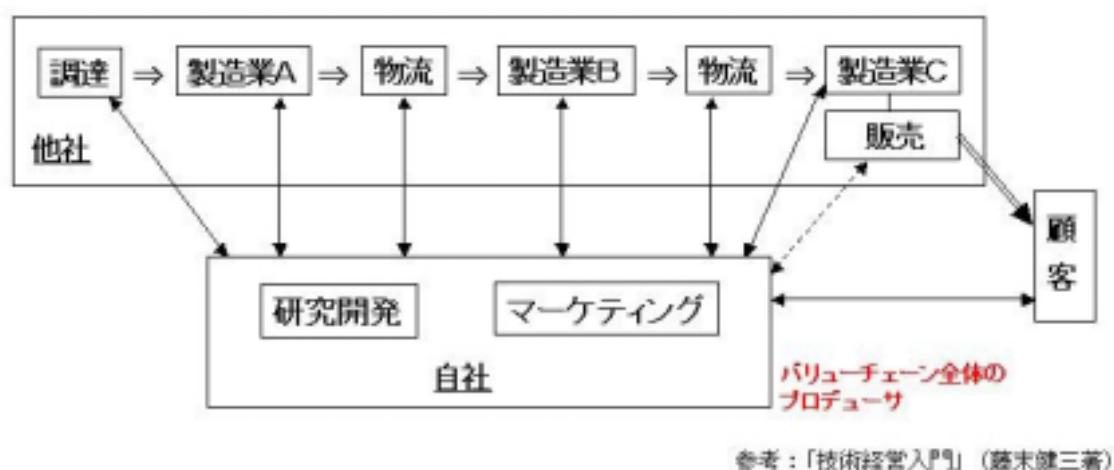 調達 ⇒ 製造業A ⇒ 物流 ⇒ 製造業B ⇒ 物流 ⇒ 製造業C
他社
販売
顧客
研究開発
マーケティング
自社
バリューチェーン全体の
プロデューサ
参考：「技術経営入門」（藤末健三著）